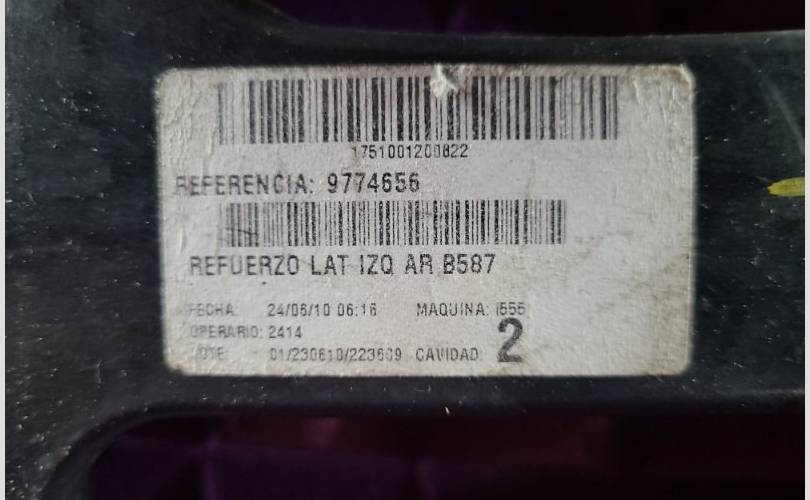 1751001200822
REFERENCIA: 9774656
REFUERZO LAT IZQ AR B587
FECHA: 24/06/10 06:16 MAQUINA: I555
OPERARIO: 2414
LOTE: 01/230610/223609 CAVIDAD: 2